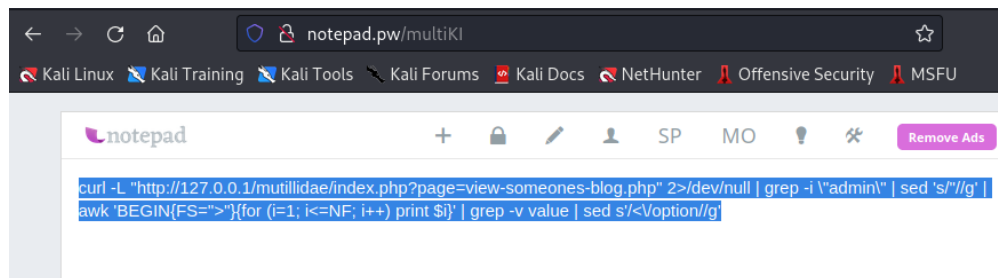 notepad.pw/multiKI
Kali Linux Kali Training Kali Tools Kali Forums Kali Docs NetHunter Offensive Security MSFU
notepad SP MO Remove Ads
curl -L "http://127.0.0.1/mutillidae/index.php?page=view-someones-blog.php" 2>/dev/null | grep -i \"admin\" | sed 's/"//g' |
awk 'BEGIN{FS=">"}{for (i=1; i<=NF; i++) print $i}' | grep -v value | sed s'/<\/option//g'